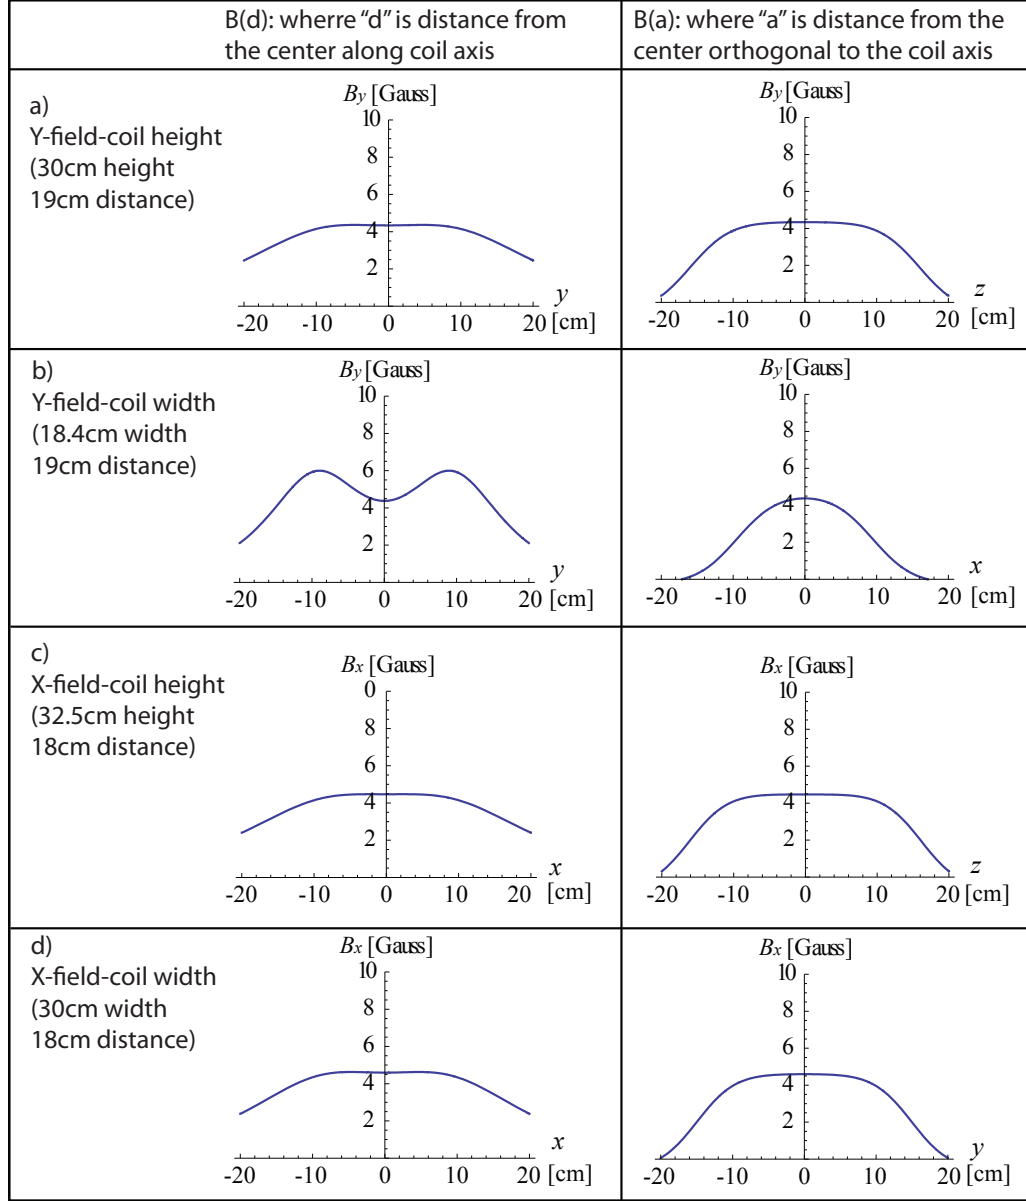 B(d): wherre “d” is distance from
the center along coil axis
B(a): where “a” is distance from the
center orthogonal to the coil axis
a)
Y-field-coil height
(30cm height
19cm distance)
By [Gauss]
10
8
6
4
2
y
-20 -10 0 10 20 [cm]
By [Gauss]
10
8
6
4
2
z
-20 -10 0 10 20 [cm]
b)
Y-field-coil width
(18.4cm width
19cm distance)
By [Gauss]
10
8
6
4
2
y
-20 -10 0 10 20 [cm]
By [Gauss]
10
8
6
4
2
x
-20 -10 0 10 20 [cm]
c)
X-field-coil height
(32.5cm height
18cm distance)
Bx [Gauss]
0
8
6
4
2
x
-20 -10 0 10 20 [cm]
Bx [Gauss]
10
8
6
4
2
z
-20 -10 0 10 20 [cm]
d)
X-field-coil width
(30cm width
18cm distance)
Bx [Gauss]
10
8
6
4
2
x
-20 -10 0 10 20 [cm]
Bx [Gauss]
10
8
6
4
2
y
-20 -10 0 10 20 [cm]